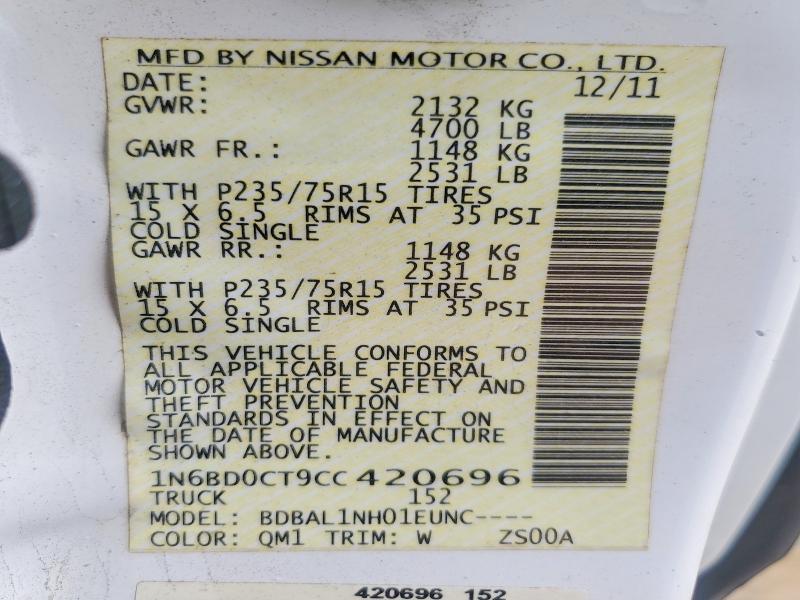 MFD BY NISSAN MOTOR CO., LTD.
DATE: 12/11
GVWR: 2132 KG
4700 LB
GAWR FR.: 1148 KG
2531 LB
WITH P235/75R15 TIRES
15 X 6.5 RIMS AT 35 PSI
COLD SINGLE
GAWR RR.: 1148 KG
2531 LB
WITH P235/75R15 TIRES
15 X 6.5 RIMS AT 35 PSI
COLD SINGLE
THIS VEHICLE CONFORMS TO
ALL APPLICABLE FEDERAL
MOTOR VEHICLE SAFETY AND
THEFT PREVENTION
STANDARDS IN EFFECT ON
THE DATE OF MANUFACTURE
SHOWN ABOVE.
1N6BD0CT9CC420696
TRUCK 152
MODEL: BDBAL1NH01EUNC----
COLOR: QM1 TRIM: W ZS00A
420696 152